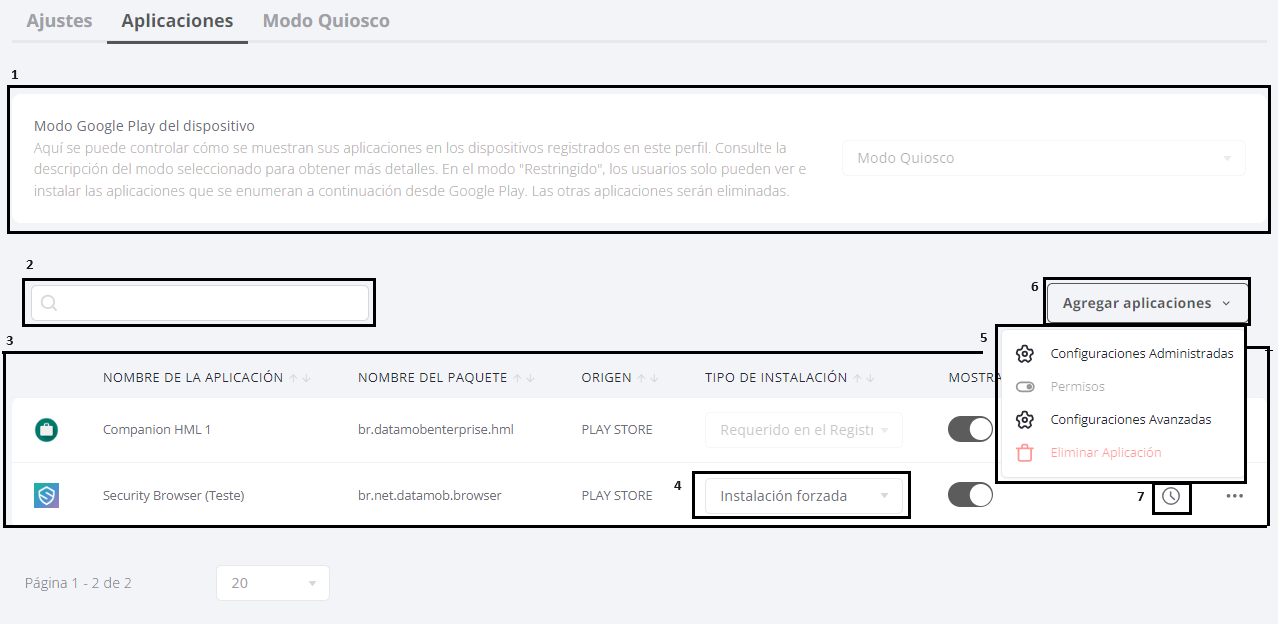 Ajustes Aplicaciones Modo Quiosco
1
Modo Google Play del dispositivo
Aquí se puede controlar cómo se muestran sus aplicaciones en los dispositivos registrados en este perfil. Consulte la
descripción del modo seleccionado para obtener más detalles. En el modo "Restringido", los usuarios solo pueden ver e
instalar las aplicaciones que se enumeran a continuación desde Google Play. Las otras aplicaciones serán eliminadas.
Modo Quiosco
2
6
Agregar aplicaciones
3
5
Configuraciones Administradas
Permisos
Configuraciones Avanzadas
Eliminar Aplicación
NOMBRE DE LA APLICACIÓN NOMBRE DEL PAQUETE ORIGEN TIPO DE INSTALACIÓN MOSTRA
Companion HML 1 br.datamobenterprise.hml PLAY STORE Requerido en el Regist
Security Browser (Teste) br.net.datamob.browser PLAY STORE 4 Instalación forzada 7
Página 1 - 2 de 2 20